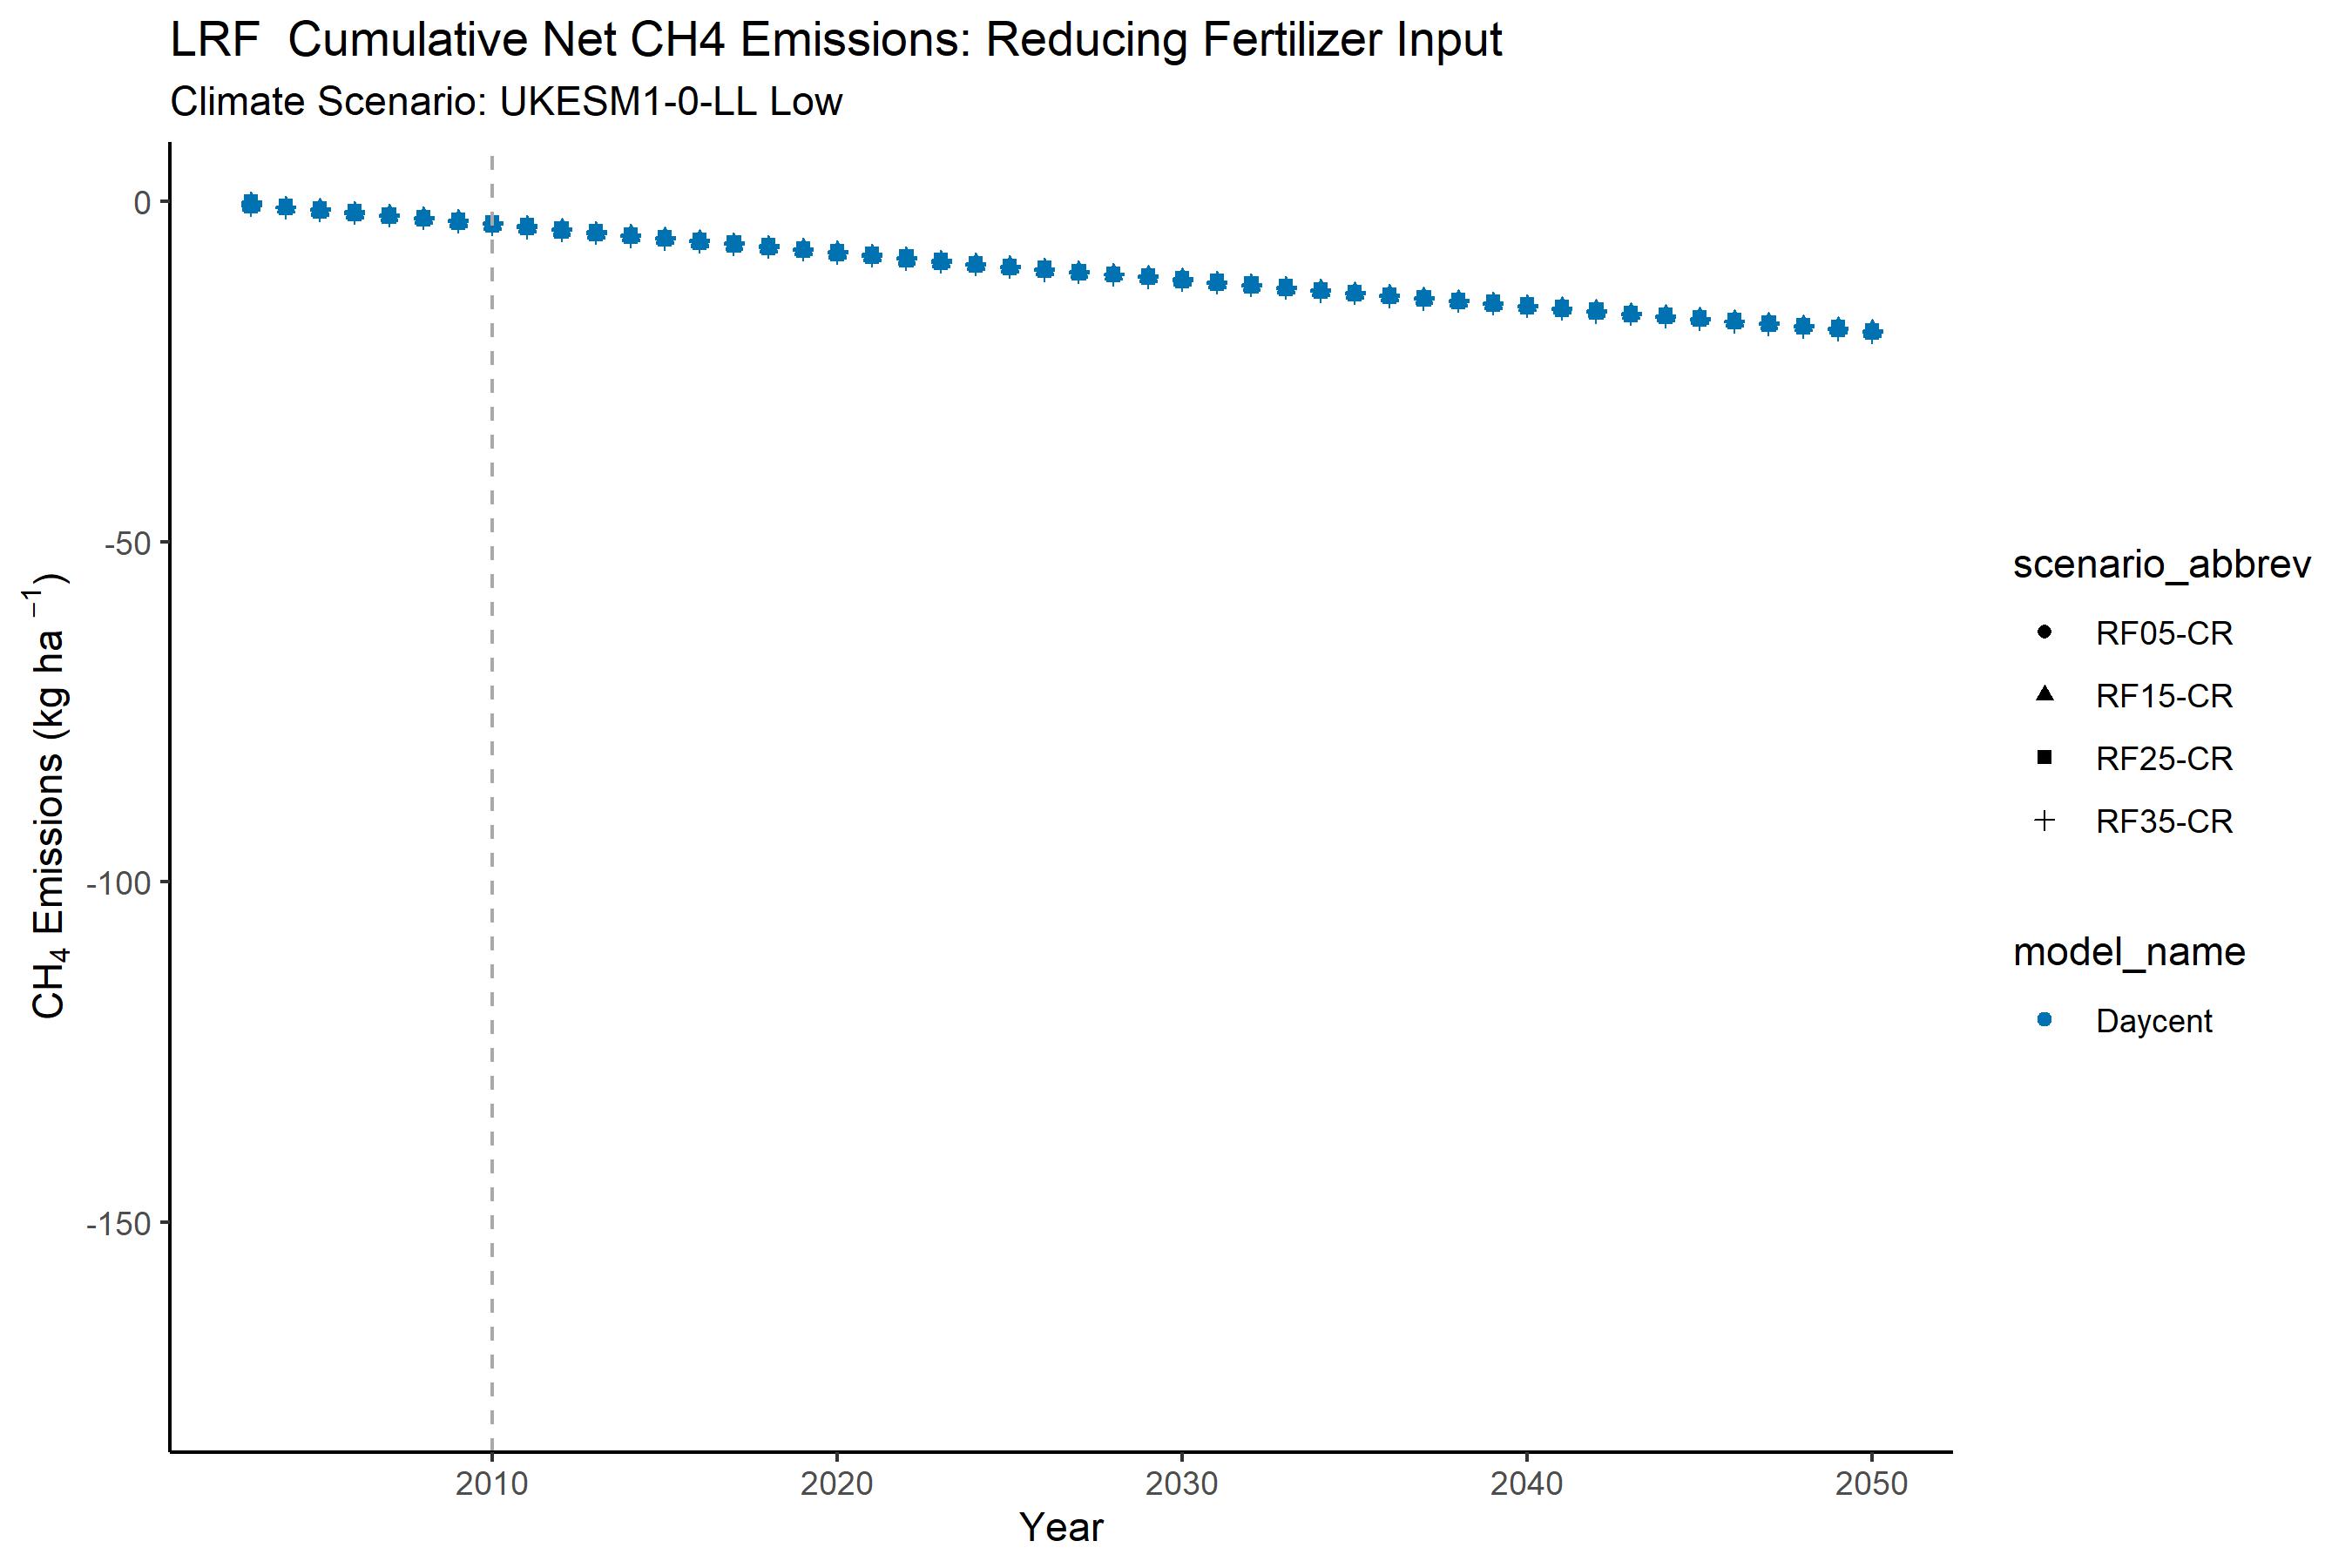 LRF  Cumulative Net CH4 Emissions: Reducing Fertilizer Input
Climate Scenario: UKESM1-0-LL Low
0
-50
-100
-150
CH₄ Emissions (kg ha ⁻¹)
2010
2020
2030
2040
2050
Year
scenario_abbrev
RF05-CR
RF15-CR
RF25-CR
RF35-CR
model_name
Daycent